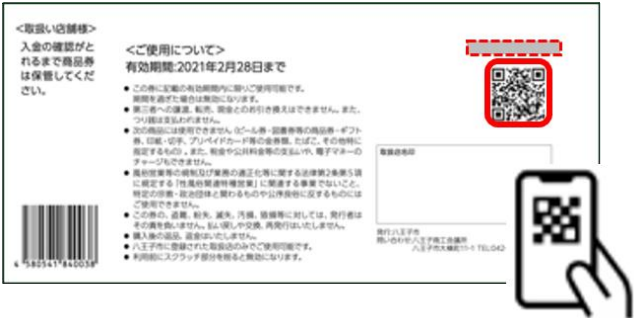 <取扱い店舗様>
入金の確認がと
れるまで商品券
は保管してくだ
さい。
<ご使用について>
有効期間:2021年2月28日まで
● この券に記載の有効期間内に限りご使用可能です。
期間を過ぎた場合は無効になります。
● 第三者への譲渡、転売、現金とのお引き換えはできません。また、
つり銭は支払われません。
● 次の商品には使用できません(ビール券・図書券等の商品券・ギフト
券、印紙・切手、プリペイドカード等の金券類、たばこ、その他特に
指定するもの)。また、税金や公共料金等の支払いや、電子マネーの
チャージもできません。
● 風俗営業等の規制及び業務の適正化等に関する法律第2条第5項
に規定する「性風俗関連特種営業」に関連する事業でないこと、
特定の宗教・政治団体と関わるものや公序良俗に反するものには
ご使用できません。
● この券の、盗難、紛失、滅失、汚損、毀損等に対しては、発行者は
その責を負いません。払い戻しや交換、再発行はいたしません。
● 購入後の返品、返金はいたしません。
● 八王子市に登録された取扱店のみでご使用可能です。
● 利用前にスクラッチ部分を削ると無効になります。
取扱店名印
発行:八王子市
問い合わせ:八王子商工会議所
八王子市大横町11-1 TEL:042
4 580541 840038